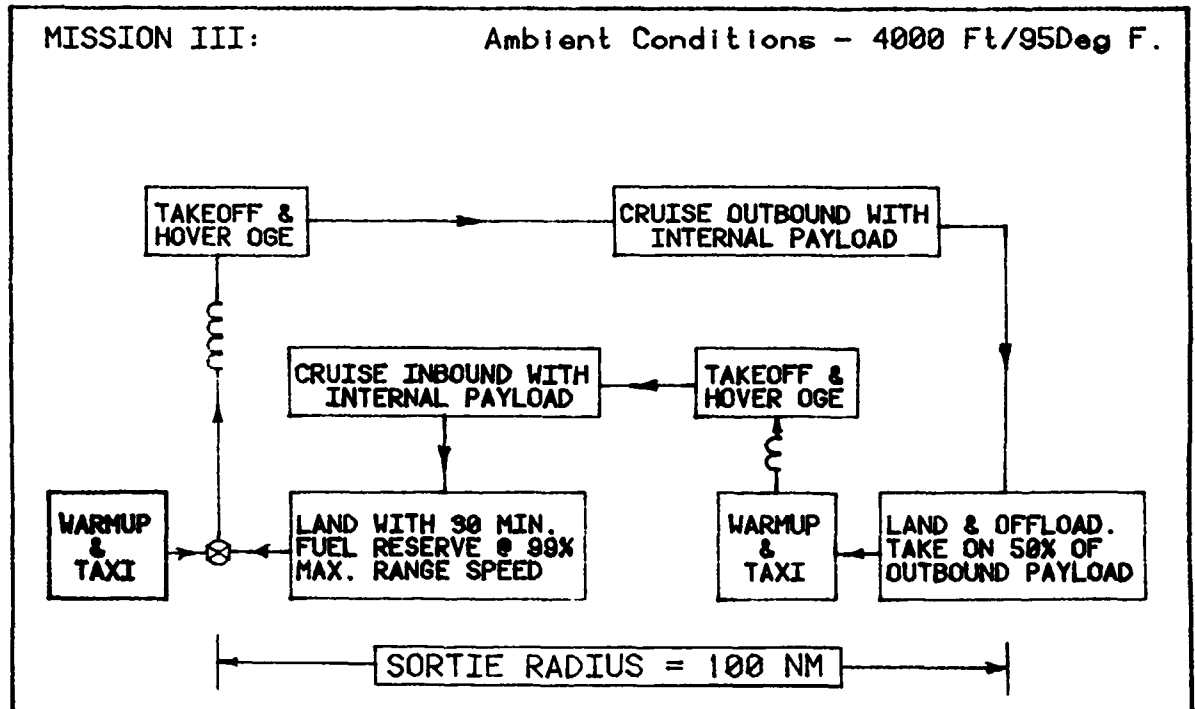 MISSION III: Ambient Conditions - 4000 Ft/95Deg F.
TAKEOFF &
HOVER OGE
CRUISE OUTBOUND WITH
INTERNAL PAYLOAD
CRUISE INBOUND WITH
INTERNAL PAYLOAD
TAKEOFF &
HOVER OGE
WARMUP
&
TAXI
LAND WITH 30 MIN.
FUEL RESERVE @ 99%
MAX. RANGE SPEED
WARMUP
&
TAXI
LAND & OFFLOAD.
TAKE ON 50% OF
OUTBOUND PAYLOAD
SORTIE RADIUS = 100 NM